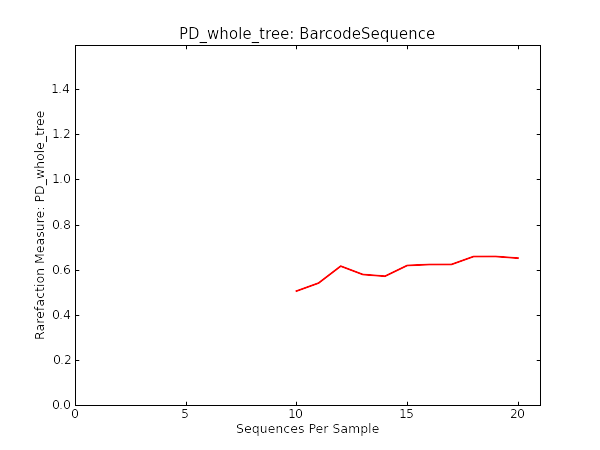 PD_whole_tree: BarcodeSequence
Rarefaction Measure: PD_whole_tree
1.4
1.2
1.0
0.8
0.6
0.4
0.2
0.0
0 5 10 15 20
Sequences Per Sample